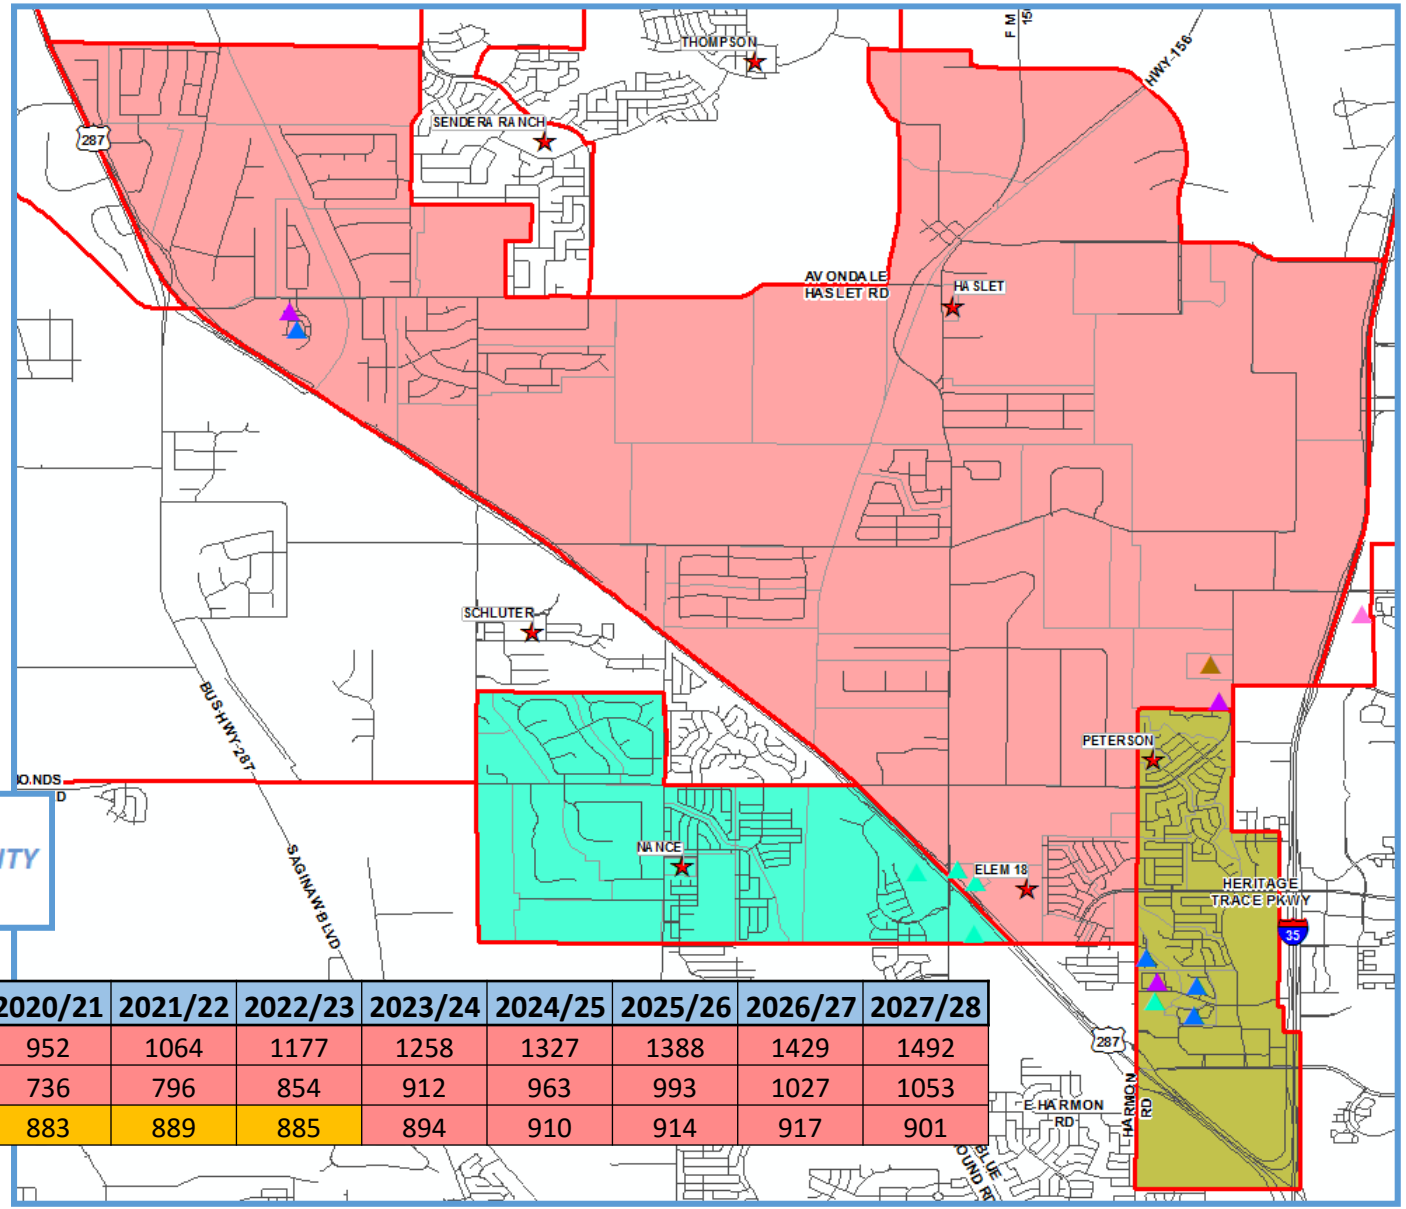 THOMPSON
F M
HWY-156
SENDERA RANCH
287
AVONDALE
HASLET RD
HASLET
SCHLUTER
BUS HWY-287
PETERSON
NANCE
ELEM 18
HERITAGE
TRACE PKWY
35
SAGINAW BLVD
ITY
2020/21 2021/22 2022/23 2023/24 2024/25 2025/26 2026/27 2027/28
952 1064 1177 1258 1327 1388 1429 1492
736 796 854 912 963 993 1027 1053
883 889 885 894 910 914 917 901
287
E HARMON
RD
HARMON
RD
BLUE
OUND RD